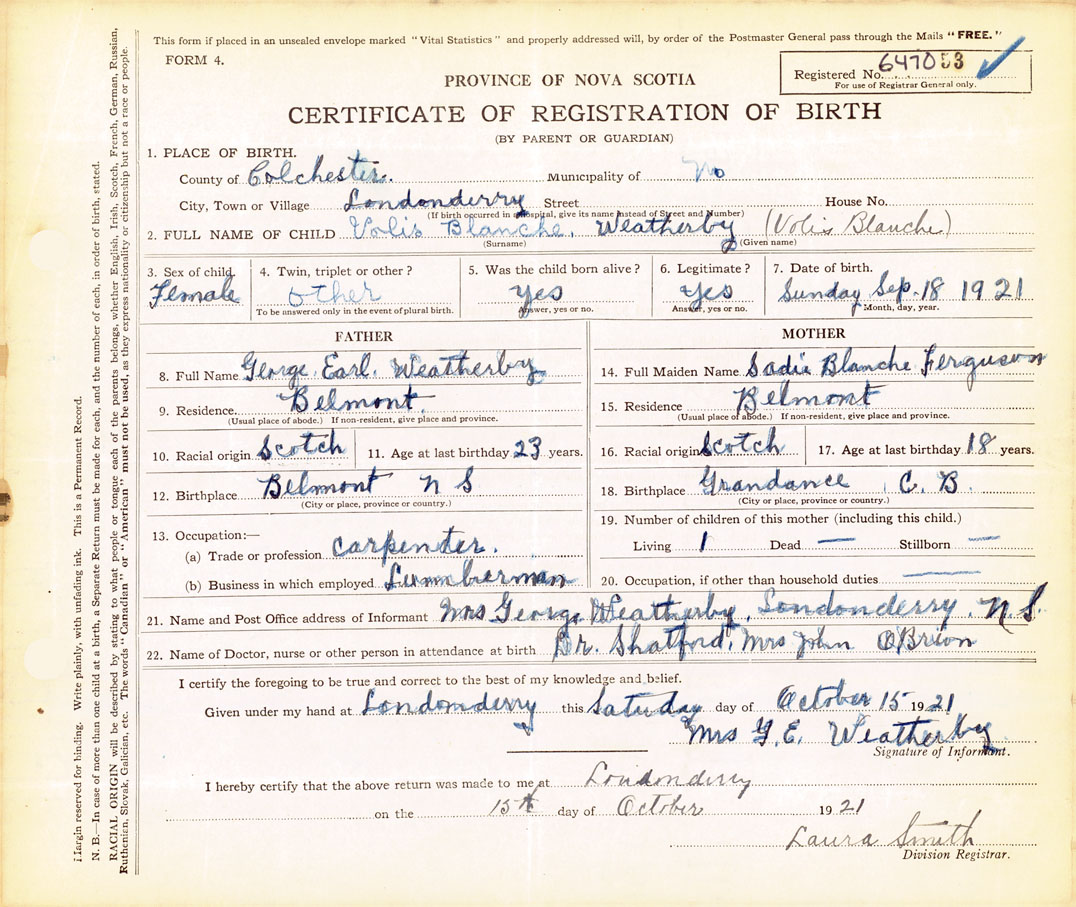 This form if placed in an unsealed envelope marked "Vital Statistics" and properly addressed will, by order of the Postmaster General pass through the Mails "FREE."
FORM 4.
Registered No. 647053
For use of Registrar General only.
PROVINCE OF NOVA SCOTIA
CERTIFICATE OF REGISTRATION OF BIRTH
(BY PARENT OR GUARDIAN)
1. PLACE OF BIRTH.
County of Colchester. Municipality of No
City, Town or Village Londonderry Street House No.
(If birth occurred in a hospital, give its name instead of Street and Number)
2. FULL NAME OF CHILD Volis Blanche. Weatherby (Volis Blanche)
(Surname) (Given name)
3. Sex of child Female
4. Twin, triplet or other? other
To be answered only in the event of plural birth.
5. Was the child born alive? yes
Answer, yes or no.
6. Legitimate? yes
Answer, yes or no.
7. Date of birth. Sunday Sep. 18 1921
Month, day, year.
FATHER
8. Full Name George Earl Weatherby
9. Residence Belmont.
(Usual place of abode.) If non-resident, give place and province.
10. Racial origin Scotch 11. Age at last birthday 23 years.
12. Birthplace Belmont N S
(City or place, province or country.)
13. Occupation:—
(a) Trade or profession carpenter.
(b) Business in which employed Lumberman
MOTHER
14. Full Maiden Name Sadie Blanche Ferguson
15. Residence Belmont
(Usual place of abode.) If non-resident, give place and province.
16. Racial origin Scotch 17. Age at last birthday 18 years.
18. Birthplace Grandance C. B.
(City or place, province or country.)
19. Number of children of this mother (including this child.)
Living 1 Dead — Stillborn —
20. Occupation, if other than household duties —
21. Name and Post Office address of Informant Mrs George Weatherby. Londonderry. N. S.
22. Name of Doctor, nurse or other person in attendance at birth Dr. Shatford, Mrs John O'Brion
I certify the foregoing to be true and correct to the best of my knowledge and belief.
Given under my hand at Londonderry this Saturday day of October 15 1921
Mrs G. E. Weatherby
Signature of Informant.
I hereby certify that the above return was made to me at Londonderry
on the 15th day of October 1921
Laura Smith
Division Registrar.
Margin reserved for binding. Write plainly, with unfading ink. This is a Permanent Record.
N. B.—In case of more than one child at a birth, a Separate Return must be made for each, and the number of each, in order of birth, stated.
RACIAL ORIGIN will be described by stating to what people or tongue each of the parents belongs, whether English, Irish, Scotch, French, German, Russian,
Ruthenian, Slovak, Galician, etc. The words "Canadian" or "American" must not be used, as they express nationality or citizenship but not a race or people.